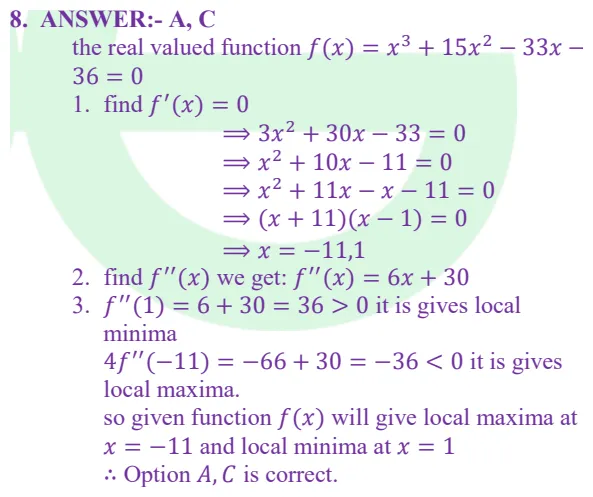 8. ANSWER:- A, C
the real valued function f(x) = x³ + 15x² − 33x −
36 = 0
1. find f′(x) = 0
⟹ 3x² + 30x − 33 = 0
⟹ x² + 10x − 11 = 0
⟹ x² + 11x − x − 11 = 0
⟹ (x + 11)(x − 1) = 0
⟹ x = −11,1
2. find f′′(x) we get: f′′(x) = 6x + 30
3. f′′(1) = 6 + 30 = 36 > 0 it is gives local
minima
4f′′(−11) = −66 + 30 = −36 < 0 it is gives
local maxima.
so given function f(x) will give local maxima at
x = −11 and local minima at x = 1
∴ Option A, C is correct.